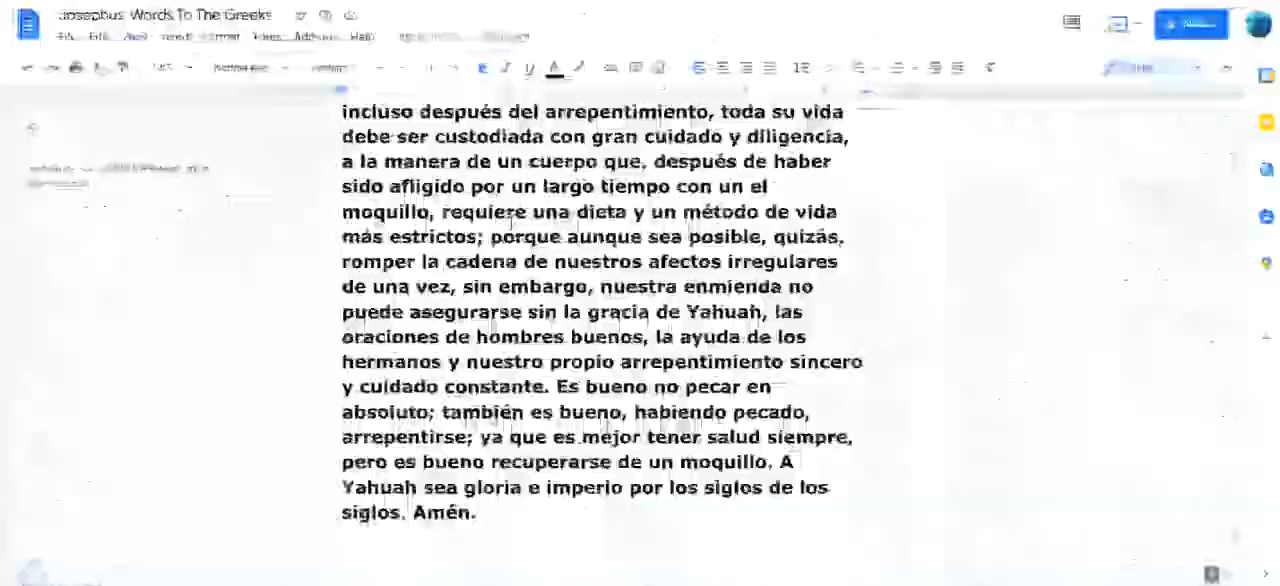 Josephus Words To The Greeks
incluso después del arrepentimiento, toda su vida
debe ser custodiada con gran cuidado y diligencia,
a la manera de un cuerpo que, después de haber
sido afligido por un largo tiempo con un el
moquillo, requiere una dieta y un método de vida
más estrictos; porque aunque sea posible, quizás,
romper la cadena de nuestros afectos irregulares
de una vez, sin embargo, nuestra enmienda no
puede asegurarse sin la gracia de Yahuah, las
oraciones de hombres buenos, la ayuda de los
hermanos y nuestro propio arrepentimiento sincero
y cuidado constante. Es bueno no pecar en
absoluto; también es bueno, habiendo pecado,
arrepentirse; ya que es mejor tener salud siempre,
pero es bueno recuperarse de un moquillo. A
Yahuah sea gloria e imperio por los siglos de los
siglos. Amén.